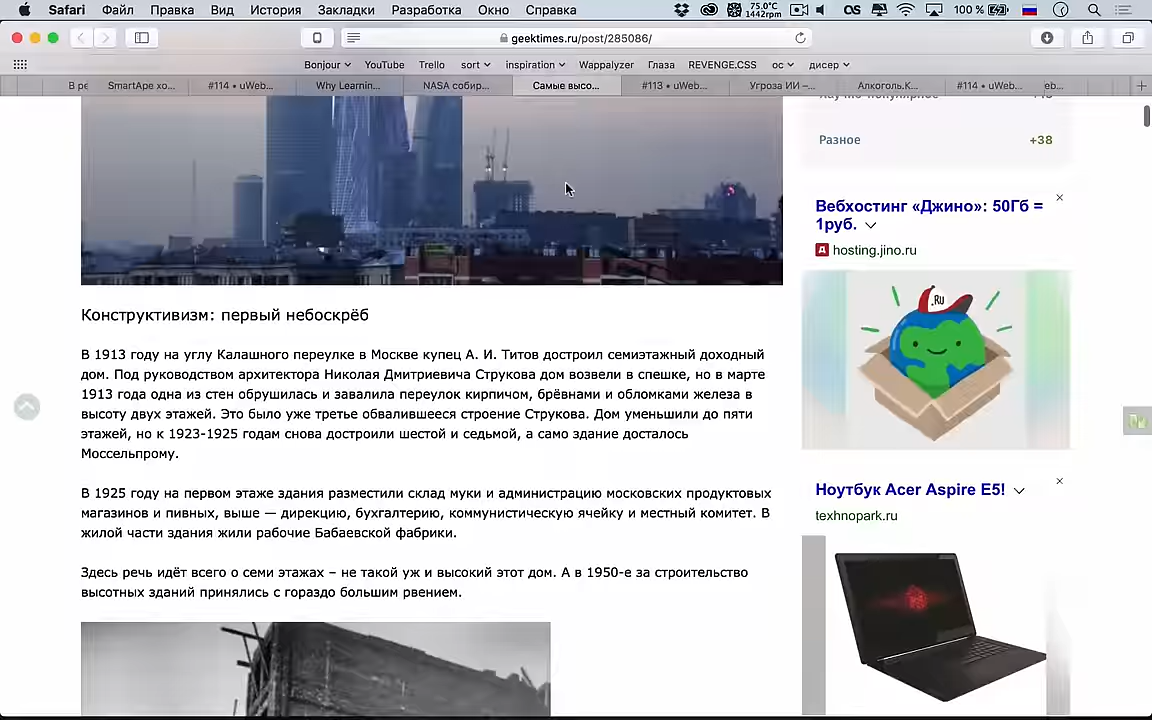 Safari Файл Правка Вид История Закладки Разработка Окно Справка 75.0°C 1442rpm 100 %
geektimes.ru/post/285086/
Bonjour YouTube Trello sort inspiration Wappalyzer Глаза REVENGE.CSS ос дисер
В ре SmartApe хо... #114 • uWeb... Why Learnin... NASA собир... Самые высо... #113 • uWeb... Угроза ИИ –... Алкоголь.К... #114 • uWeb... eb...
Разное +38
Вебхостинг «Джино»: 50Гб =
1руб.
hosting.jino.ru
.RU
Конструктивизм: первый небоскрёб
В 1913 году на углу Калашного переулке в Москве купец А. И. Титов достроил семиэтажный доходный
дом. Под руководством архитектора Николая Дмитриевича Струкова дом возвели в спешке, но в марте
1913 года одна из стен обрушилась и завалила переулок кирпичом, брёвнами и обломками железа в
высоту двух этажей. Это было уже третье обвалившееся строение Струкова. Дом уменьшили до пяти
этажей, но к 1923-1925 годам снова достроили шестой и седьмой, а само здание досталось
Моссельпрому.
В 1925 году на первом этаже здания разместили склад муки и администрацию московских продуктовых
магазинов и пивных, выше — дирекцию, бухгалтерию, коммунистическую ячейку и местный комитет. В
жилой части здания жили рабочие Бабаевской фабрики.
Здесь речь идёт всего о семи этажах – не такой уж и высокий этот дом. А в 1950-е за строительство
высотных зданий принялись с гораздо большим рвением.
Ноутбук Acer Aspire E5!
texhnopark.ru